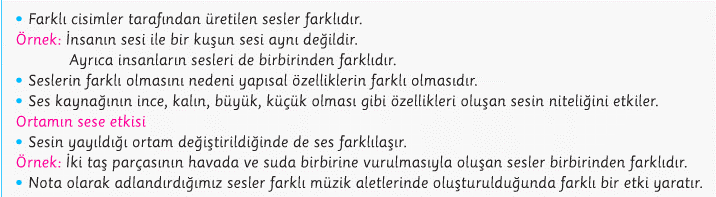 • Farklı cisimler tarafından üretilen sesler farklıdır.
Örnek: İnsanın sesi ile bir kuşun sesi aynı değildir.
Ayrıca insanların sesleri de birbirinden farklıdır.
• Seslerin farklı olmasını nedeni yapısal özelliklerin farklı olmasıdır.
• Ses kaynağının ince, kalın, büyük, küçük olması gibi özellikleri oluşan sesin niteliğini etkiler.
Ortamın sese etkisi
• Sesin yayıldığı ortam değiştirildiğinde de ses farklılaşır.
Örnek: İki taş parçasının havada ve suda birbirine vurulmasıyla oluşan sesler birbirinden farklıdır.
• Nota olarak adlandırdığımız sesler farklı müzik aletlerinde oluşturulduğunda farklı bir etki yaratır.